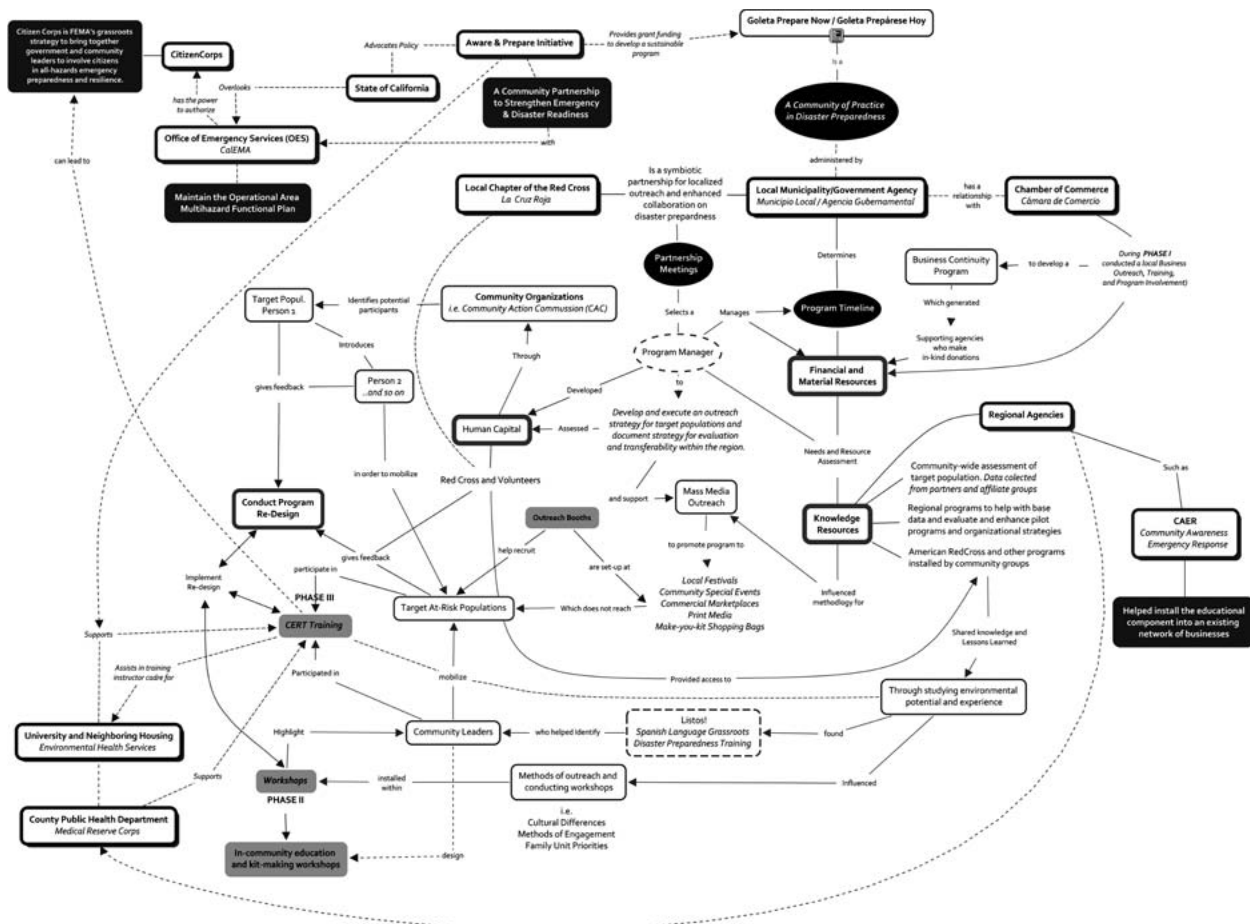 Citizen Corps is FEMA's grassroots
strategy to bring together
government and community
leaders to involve citizens
in all-hazards emergency
preparedness and resilience.
CitizenCorps
Advocates Policy
Aware & Prepare Initiative
Provides grant funding
to develop a sustainable
program
Goleta Prepare Now / Goleta Prepárese Hoy
Is a
Overlooks
State of California
has the power
to authorize
A Community Partnership
to Strengthen Emergency
& Disaster Readiness
A Community of Practice
in Disaster Preparedness
Office of Emergency Services (OES)
CalEMA
with
can lead to
administered by
Maintain the Operational Area
Multihazard Functional Plan
Local Chapter of the Red Cross
La Cruz Roja
Is a symbiotic
partnership for localized
outreach and enhanced
collaboration on
disaster prepardness
Local Municipality/Government Agency
Municipio Local / Agencia Gubernamental
has a
relationship
with
Chamber of Commerce
Cámara de Comercio
Partnership
Meetings
Determines
Business Continuity
Program
to develop a
During PHASE I
conducted a local Business
Outreach, Training,
and Program Involvement)
Target Popul.
Person 1
Identifies potential
participants
Community Organizations
i.e. Community Action Commussion (CAC)
Selects a
Manages
Program Timeline
Which generated
Introduces
Through
Program Manager
Supporting agencies
who make
in-kind donations
Person 2
...and so on
gives feedback
Developed
to
Financial and
Material Resources
Human Capital
Assessed
Develop and execute an outreach
strategy for target populations and
document strategy for evaluation
and transferability within the region.
Regional Agencies
Needs and Resource
Assessment
in order to mobilize
Red Cross and Volunteers
Such as
Community-wide assessment of
target population. Data colected
from partners and affiliate groups
Conduct Program
Re-Design
and support
Mass Media
Outreach
Outreach Booths
Knowledge
Resources
Regional programs to help with base
data and evaluate and enhance pilot
programs and organizational strategies
CAER
Community Awareness
Emergency Response
gives feedback
help recruit
to promote program to
American RedCross and other programs
installed by community groups
participate in
are set-up at
Implement
Re-design
PHASE III
Target At-Risk Populations
Which does not reach
Local Festivals
Community Special Events
Commercial Marketplaces
Print Media
Make-you-kit Shopping Bags
Influenced
methodlogy for
CERT Training
Helped install the educational
component into an existing
network of businesses
Supports
Shared knowledge and
Lessons Learned
Assists in training
instructor cadre for
Participated in
mobilize
Provided access to
Through studying environmental
potential and experience
University and Neighboring Housing
Environmental Health Services
Highlight
Community Leaders
who helped Identify
Listos!
Spanish Language Grassroots
Disaster Preparedness Training
found
Supports
Workshops
installed
within
Methods of outreach and
conducting workshops
Influenced
PHASE II
County Public Health Department
Medical Reserve Corps
i.e.
Cultural Differences
Methods of Engagement
Family Unit Priorities
In-community education
and kit-making workshops
design